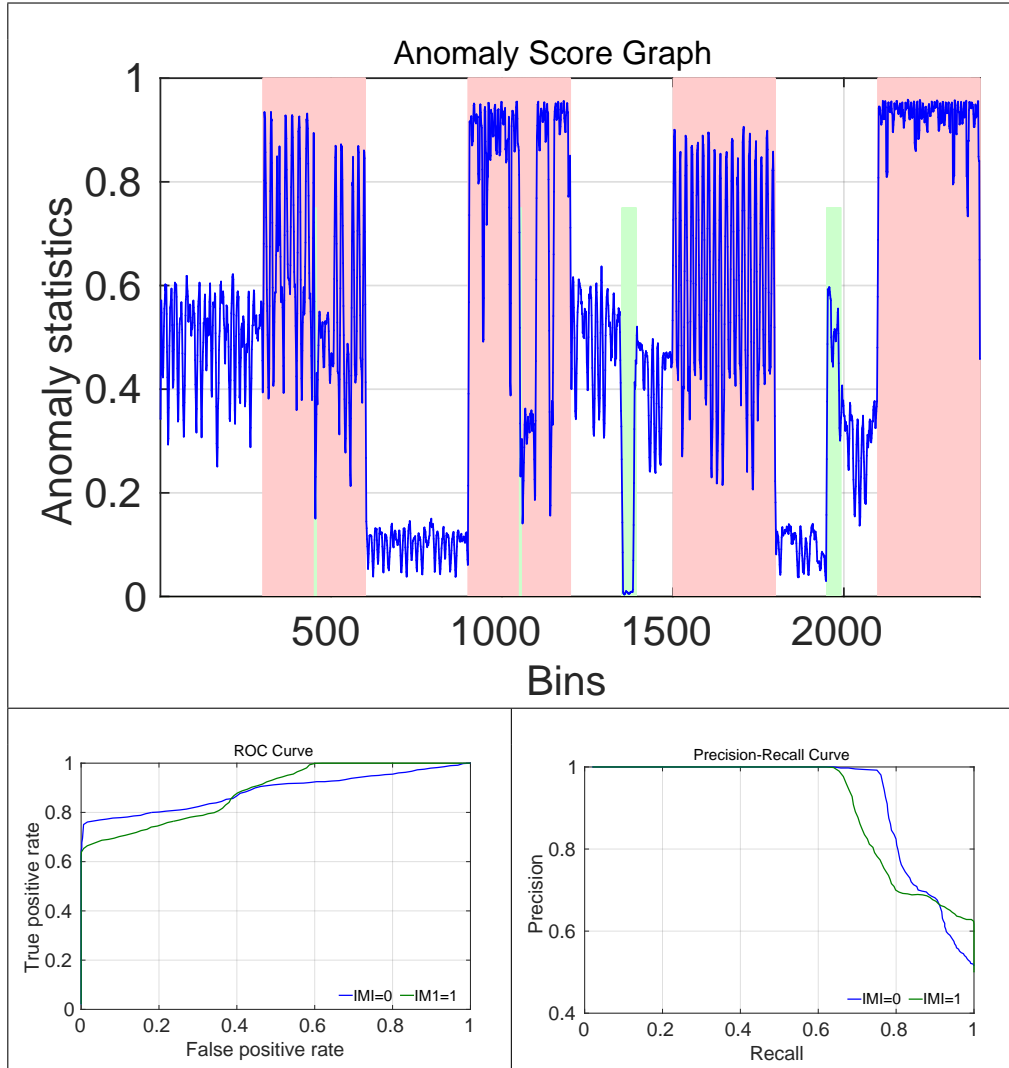 Anomaly Score Graph
1
0.8
0.6
0.4
0.2
0
Anomaly statistics
500 1000 1500 2000
Bins
ROC Curve
1
0.8
0.6
0.4
0.2
0
True positive rate
IMI=0 IM1=1
0 0.2 0.4 0.6 0.8 1
False positive rate
Precision-Recall Curve
1
0.8
0.6
0.4
Precision
IMI=0 IMI=1
0 0.2 0.4 0.6 0.8 1
Recall